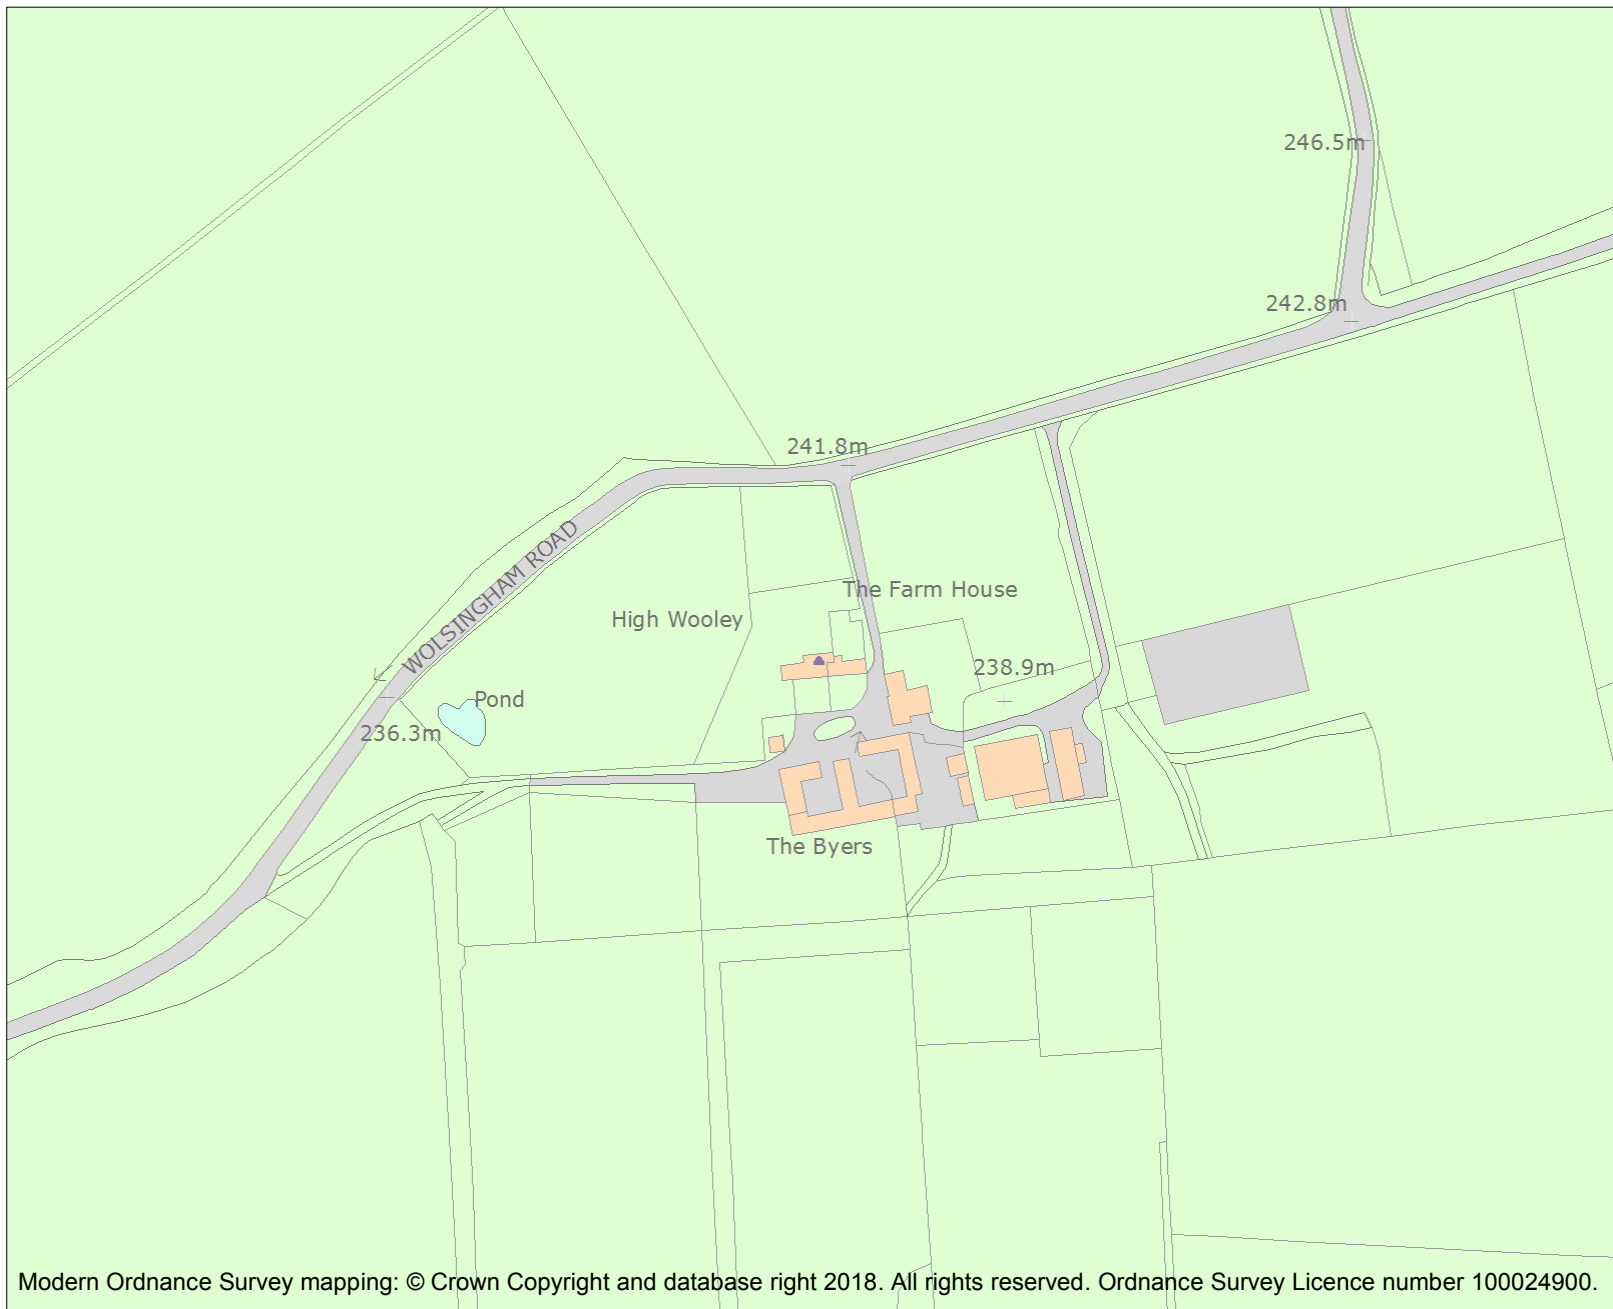 246.5m
242.8m
241.8m
WOLSINGHAM ROAD
The Farm House
High Wooley
238.9m
Pond
236.3m
The Byers
Modern Ordnance Survey mapping: © Crown Copyright and database right 2018. All rights reserved. Ordnance Survey Licence number 100024900.